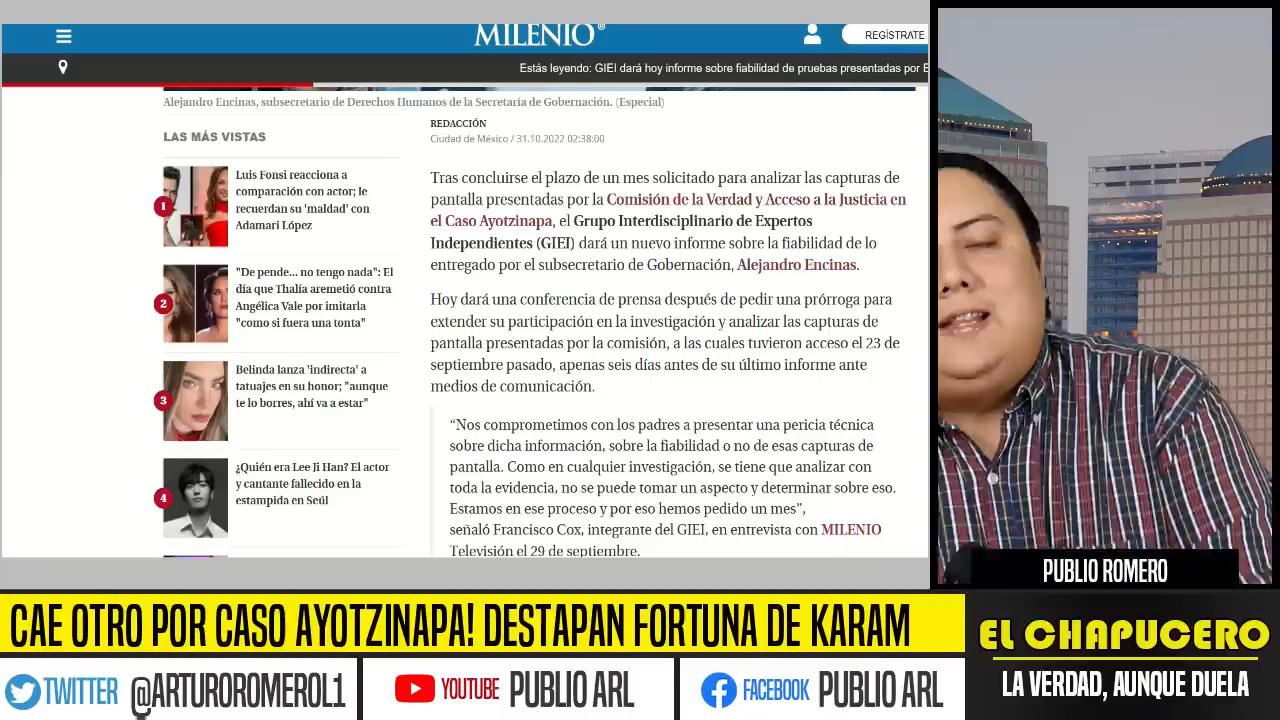 MILENIO®
REGÍSTRATE
Estás leyendo: GIEI dará hoy informe sobre fiabilidad de pruebas presentadas por E
Alejandro Encinas, subsecretario de Derechos Humanos de la Secretaría de Gobernación. (Especial)
LAS MÁS VISTAS
1
Luis Fonsi reacciona a
comparación con actor; le
recuerdan su 'maldad' con
Adamari López
2
"De pende... no tengo nada": El
día que Thalía aremetió contra
Angélica Vale por imitarla
"como si fuera una tonta"
3
Belinda lanza 'indirecta' a
tatuajes en su honor; "aunque
te lo borres, ahí va a estar"
4
¿Quién era Lee Ji Han? El actor
y cantante fallecido en la
estampida en Seúl
REDACCIÓN
Ciudad de México / 31.10.2022 02:38:00
Tras concluirse el plazo de un mes solicitado para analizar las capturas de
pantalla presentadas por la Comisión de la Verdad y Acceso a la Justicia en
el Caso Ayotzinapa, el Grupo Interdisciplinario de Expertos
Independientes (GIEI) dará un nuevo informe sobre la fiabilidad de lo
entregado por el subsecretario de Gobernación, Alejandro Encinas.
Hoy dará una conferencia de prensa después de pedir una prórroga para
extender su participación en la investigación y analizar las capturas de
pantalla presentadas por la comisión, a las cuales tuvieron acceso el 23 de
septiembre pasado, apenas seis días antes de su último informe ante
medios de comunicación.
“Nos comprometimos con los padres a presentar una pericia técnica
sobre dicha información, sobre la fiabilidad o no de esas capturas de
pantalla. Como en cualquier investigación, se tiene que analizar con
toda la evidencia, no se puede tomar un aspecto y determinar sobre eso.
Estamos en ese proceso y por eso hemos pedido un mes”,
señaló Francisco Cox, integrante del GIEI, en entrevista con MILENIO
Televisión el 29 de septiembre.
PUBLIO ROMERO
CAE OTRO POR CASO AYOTZINAPA! DESTAPAN FORTUNA DE KARAM
EL CHAPUCERO
LA VERDAD, AUNQUE DUELA
TWITTER @ARTUROROMEROL1
YOUTUBE PUBLIO ARL
FACEBOOK PUBLIO ARL